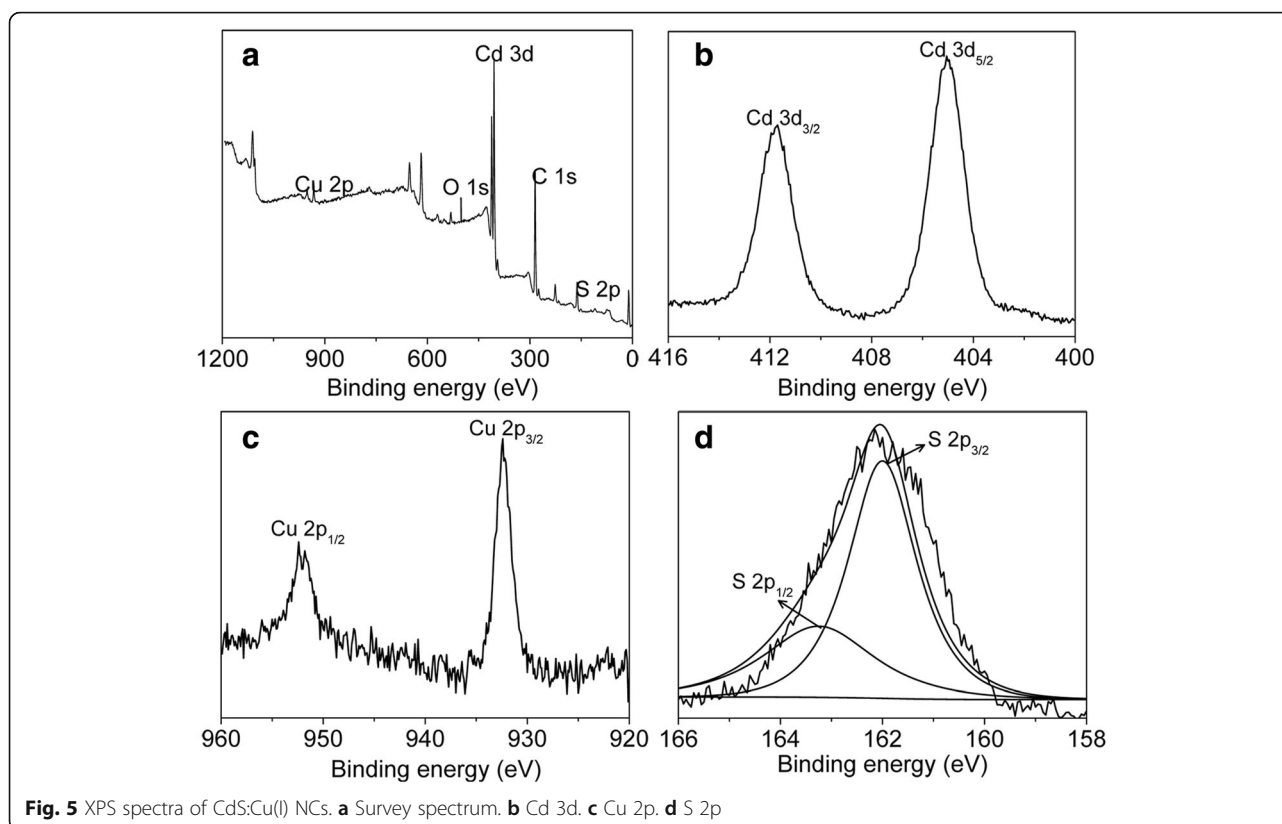 a
Cd 3d
Cu 2p
O 1s
C 1s
S 2p
1200 900 600 300 0
Binding energy (eV)
b
Cd 3d5/2
Cd 3d3/2
416 412 408 404 400
Binding energy (eV)
c
Cu 2p3/2
Cu 2p1/2
960 950 940 930 920
Binding energy (eV)
d
S 2p3/2
S 2p1/2
166 164 162 160 158
Binding energy (eV)
Fig. 5 XPS spectra of CdS:Cu(I) NCs. a Survey spectrum. b Cd 3d. c Cu 2p. d S 2p